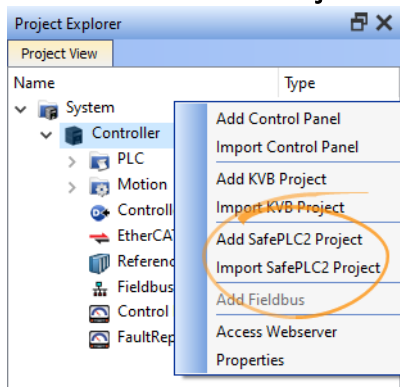 Project Explorer
Project View
Name Type
System
Controller
PLC
Motion
Controll
EtherCA
Referenc
Fieldbus
Control
FaultRep
Add Control Panel
Import Control Panel
Add KVB Project
Import KVB Project
Add SafePLC2 Project
Import SafePLC2 Project
Add Fieldbus
Access Webserver
Properties